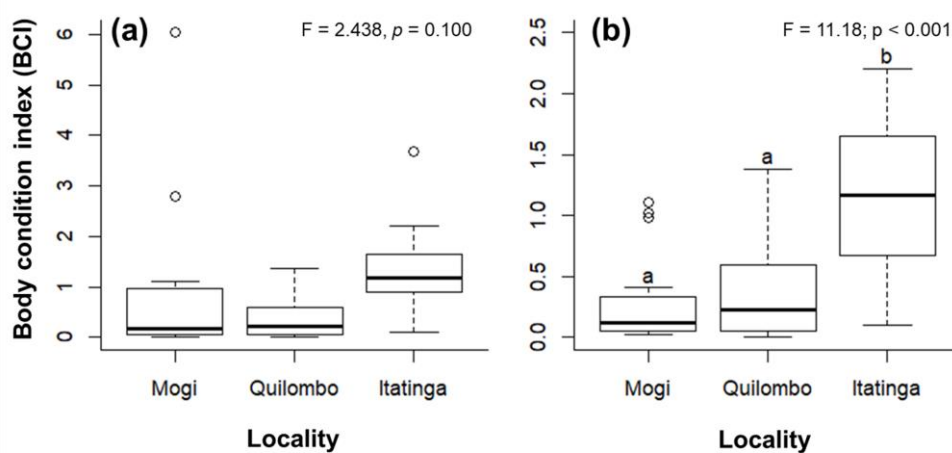 Body condition index (BCI)
(a)
F = 2.438, p = 0.100
6
5
4
3
2
1
0
Mogi Quilombo Itatinga
Locality
(b)
F = 11.18; p < 0.001
2.5
2.0
1.5
1.0
0.5
0.0
a
a
b
Mogi Quilombo Itatinga
Locality